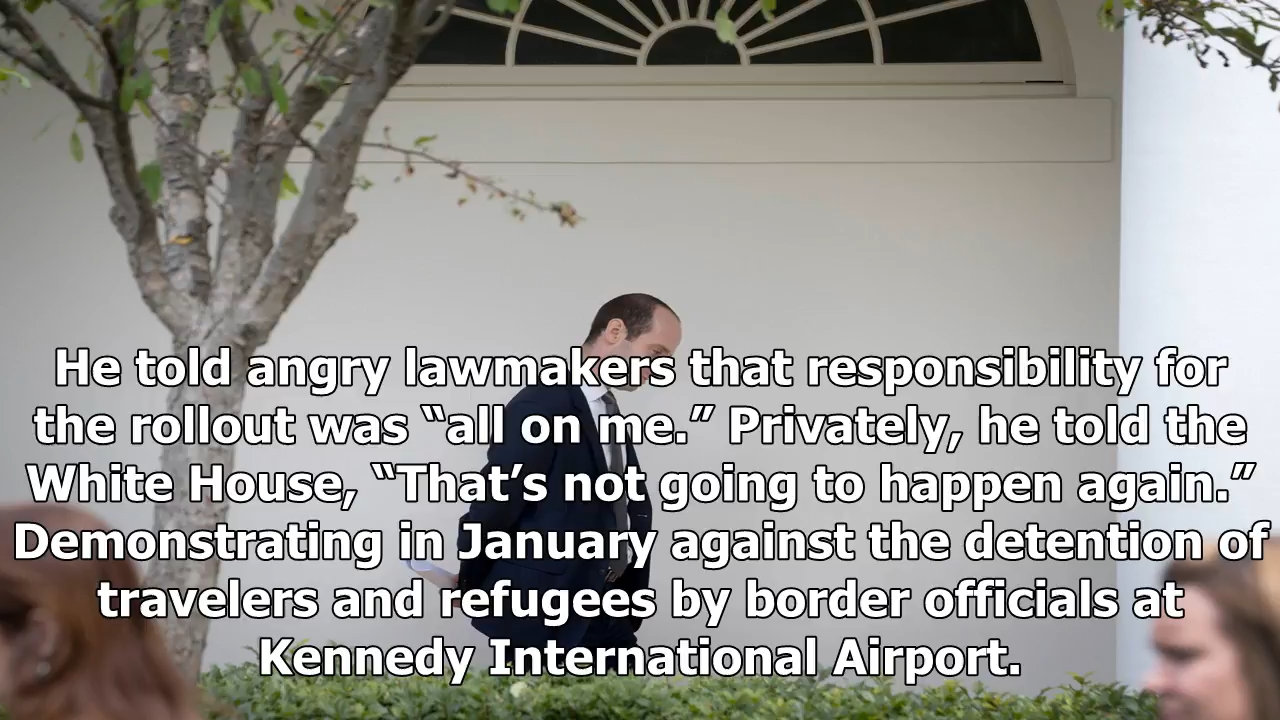 He told angry lawmakers that responsibility for
the rollout was “all on me.” Privately, he told the
White House, “That’s not going to happen again.”
Demonstrating in January against the detention of
travelers and refugees by border officials at
Kennedy International Airport.